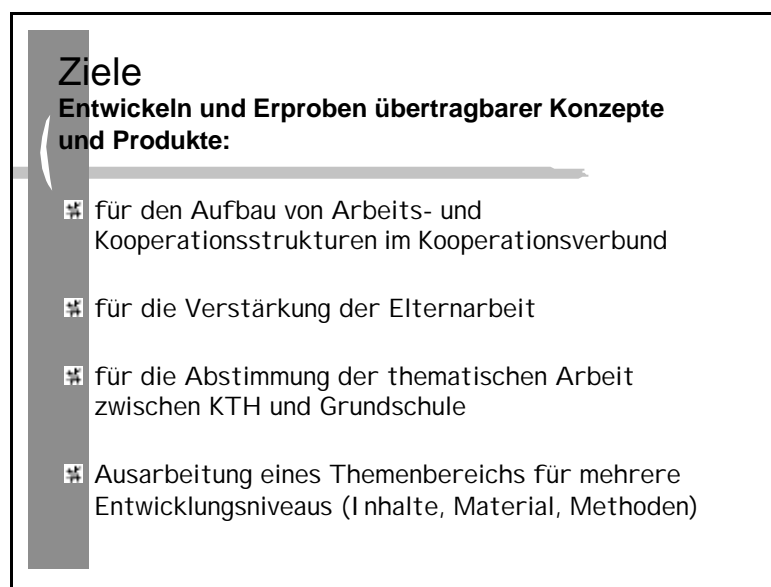 Ziele
Entwickeln und Erproben übertragbarer Konzepte
und Produkte:
für den Aufbau von Arbeits- und
Kooperationsstrukturen im Kooperationsverbund
für die Verstärkung der Elternarbeit
für die Abstimmung der thematischen Arbeit
zwischen KTH und Grundschule
Ausarbeitung eines Themenbereichs für mehrere
Entwicklungsniveaus (Inhalte, Material, Methoden)